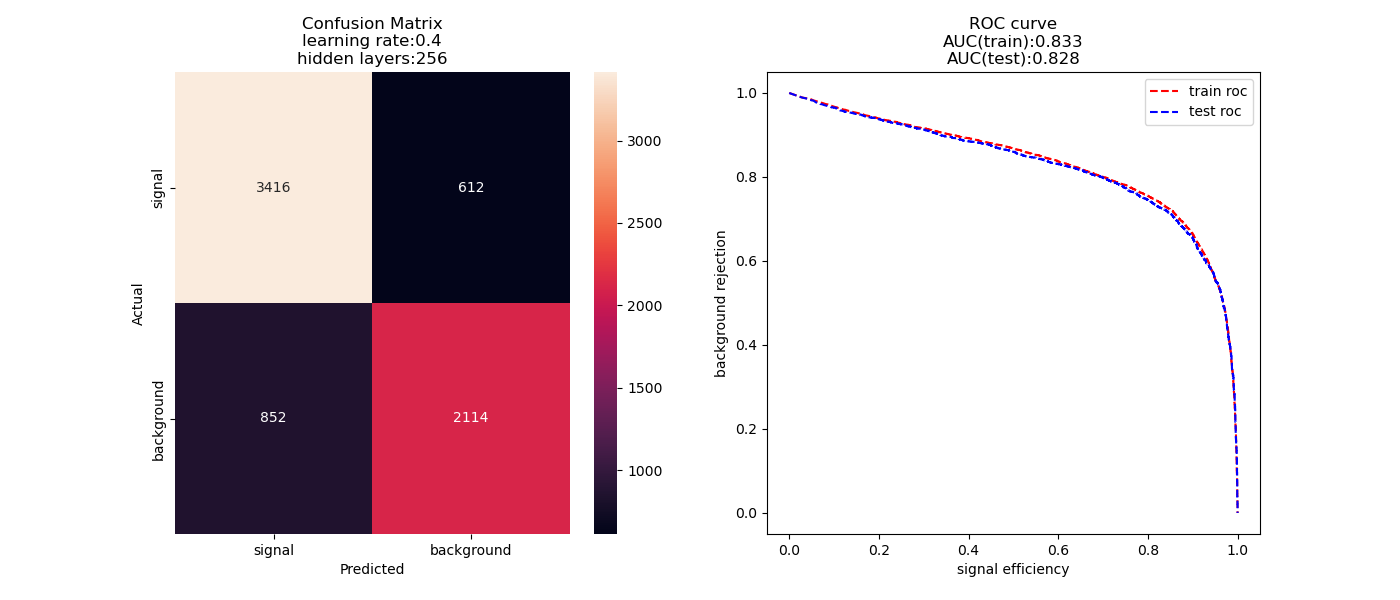 Confusion Matrix
learning rate:0.4
hidden layers:256
signal
background
Actual
3416
612
852
2114
signal
background
Predicted
3000
2500
2000
1500
1000
ROC curve
AUC(train):0.833
AUC(test):0.828
train roc
test roc
1.0
0.8
0.6
0.4
0.2
0.0
background rejection
0.0
0.2
0.4
0.6
0.8
1.0
signal efficiency